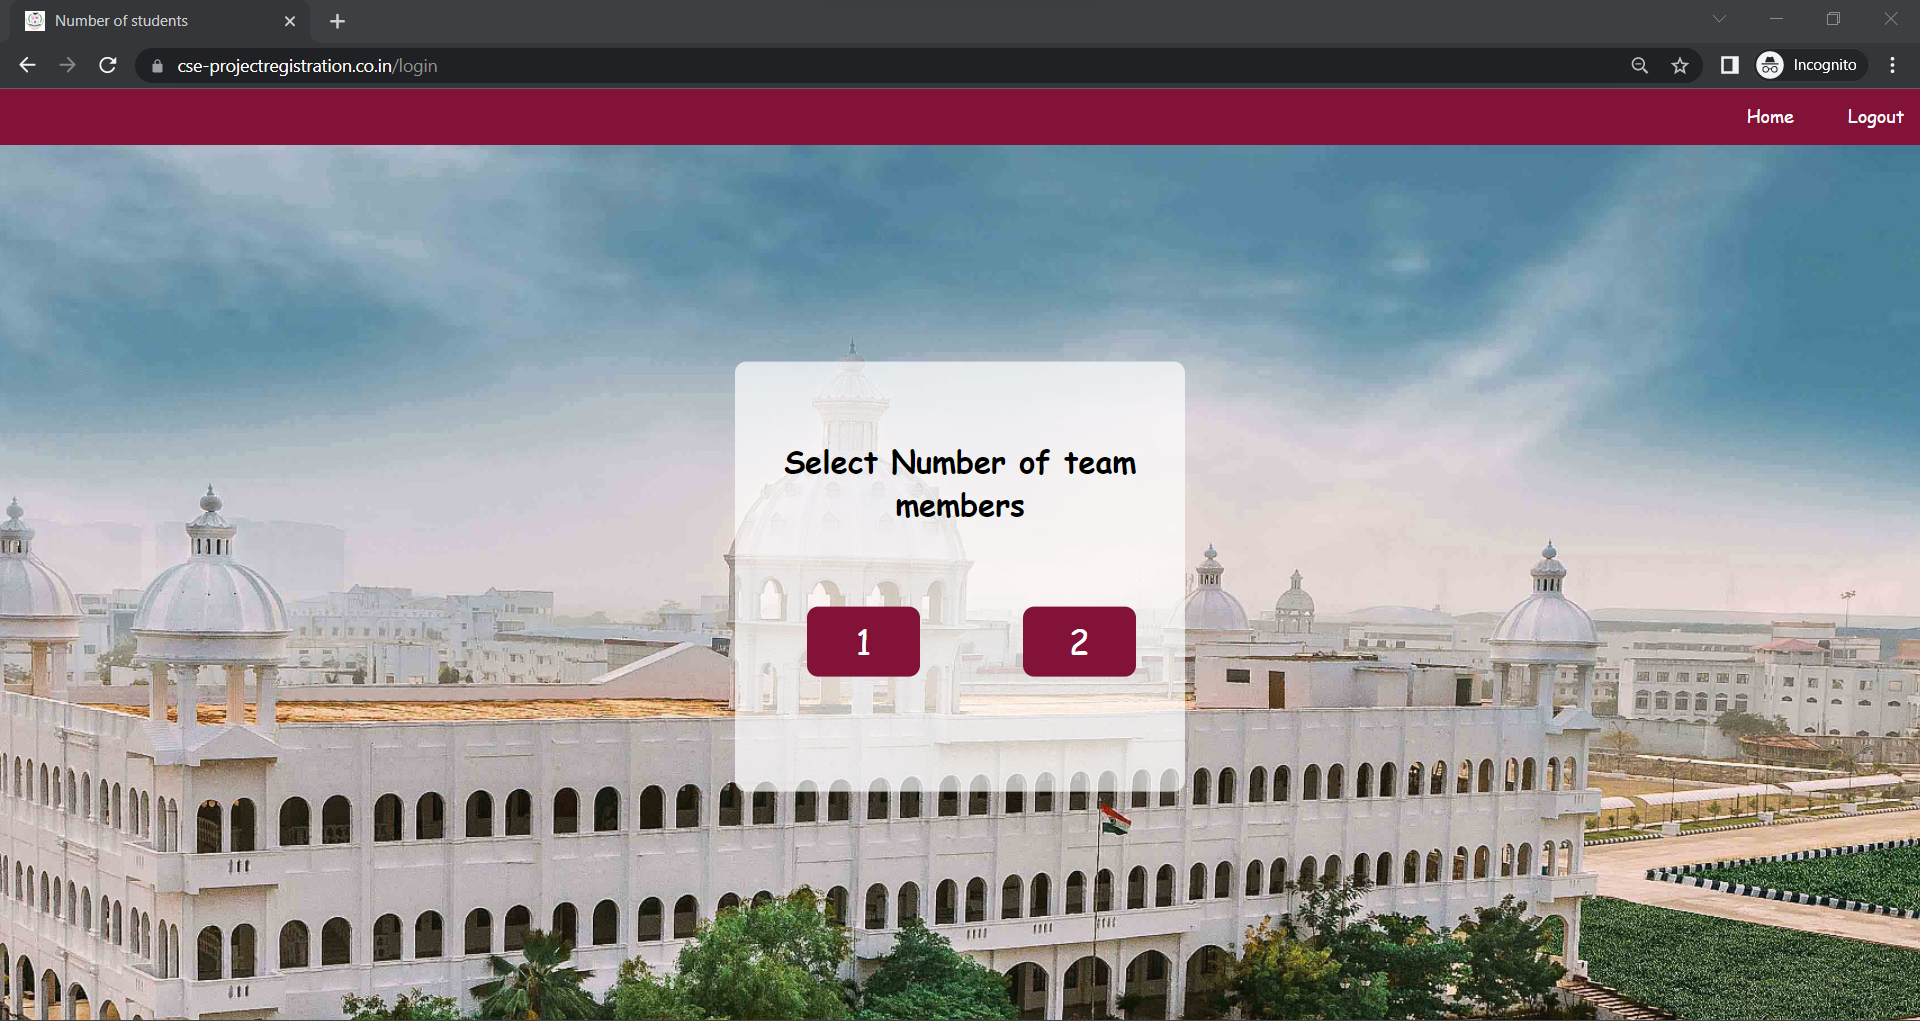 Number of students
cse-projectregistration.co.in/login
Incognito
Home
Logout
Select Number of team
members
1
2